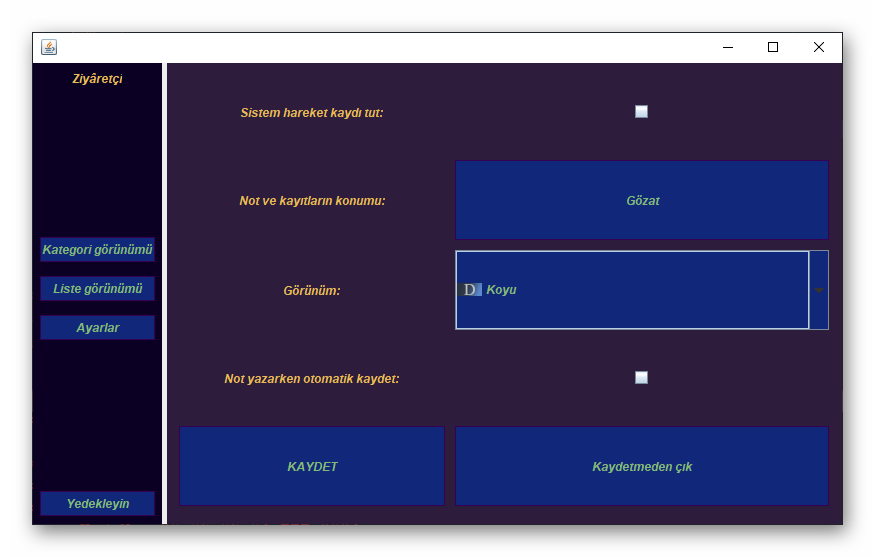 Ziyâretçi
Sistem hareket kaydı tut:
Not ve kayıtların konumu:
Gözat
Kategori görünümü
Liste görünümü
Görünüm:
D Koyu
Ayarlar
Not yazarken otomatik kaydet:
KAYDET
Kaydetmeden çık
Yedekleyin